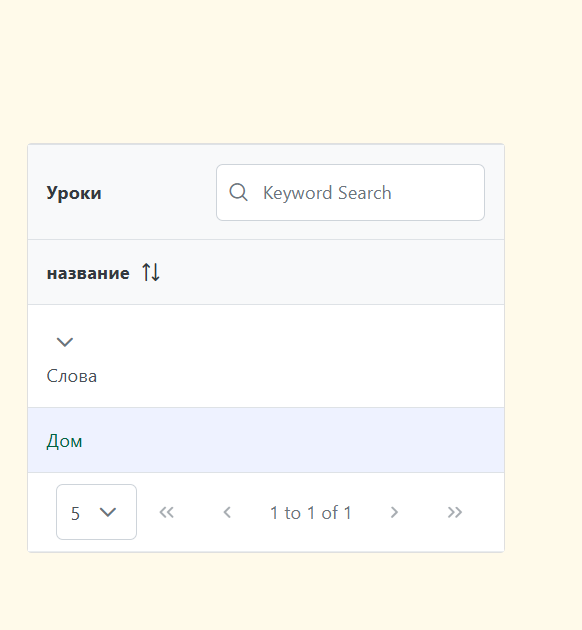 Уроки
Keyword Search
название
Слова
Дом
5
1 to 1 of 1